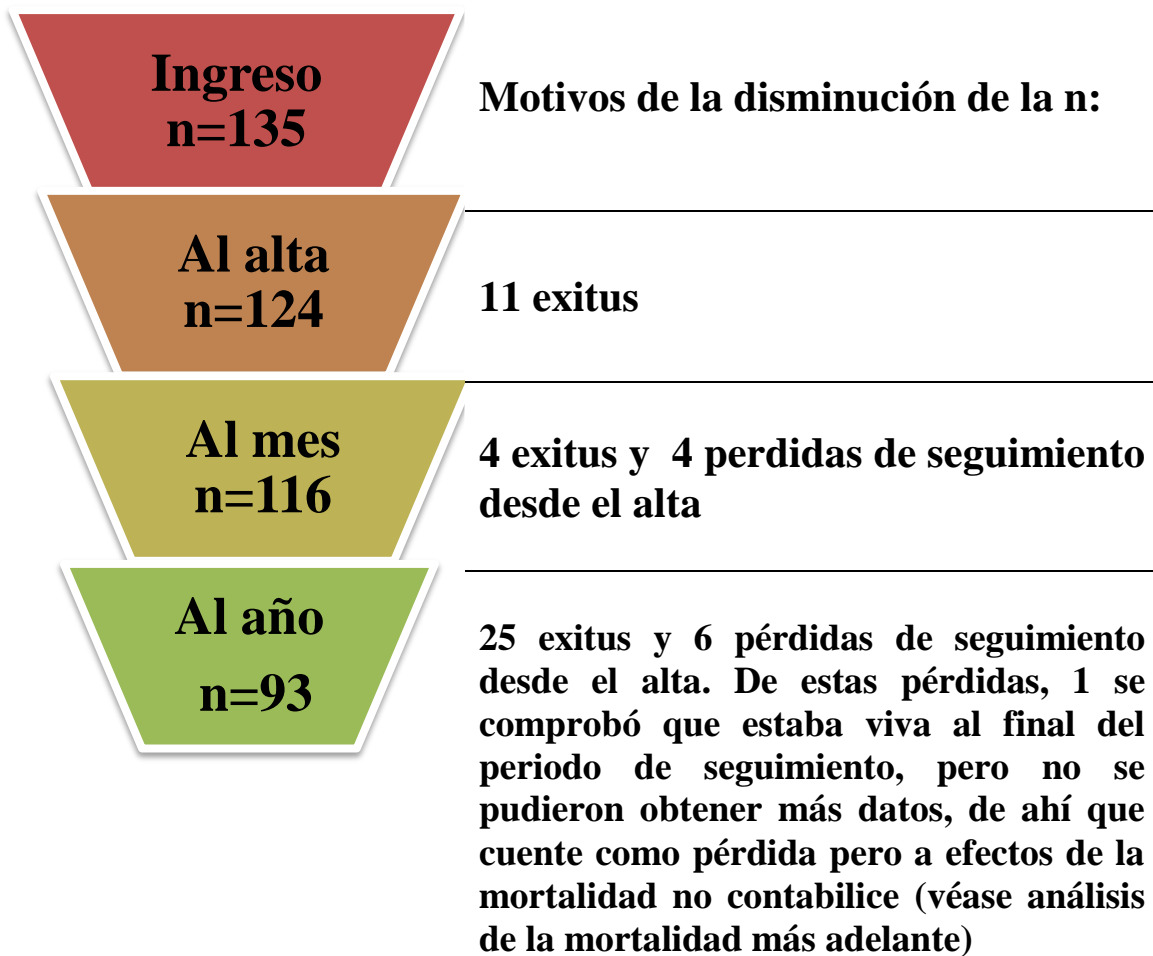 Ingreso
n=135
Motivos de la disminución de la n:
Al alta
n=124
11 exitus
Al mes
n=116
4 exitus y 4 perdidas de seguimiento
desde el alta
Al año
n=93
25 exitus y 6 pérdidas de seguimiento
desde el alta. De estas pérdidas, 1 se
comprobó que estaba viva al final del
periodo de seguimiento, pero no se
pudieron obtener más datos, de ahí que
cuente como pérdida pero a efectos de la
mortalidad no contabilice (véase análisis
de la mortalidad más adelante)